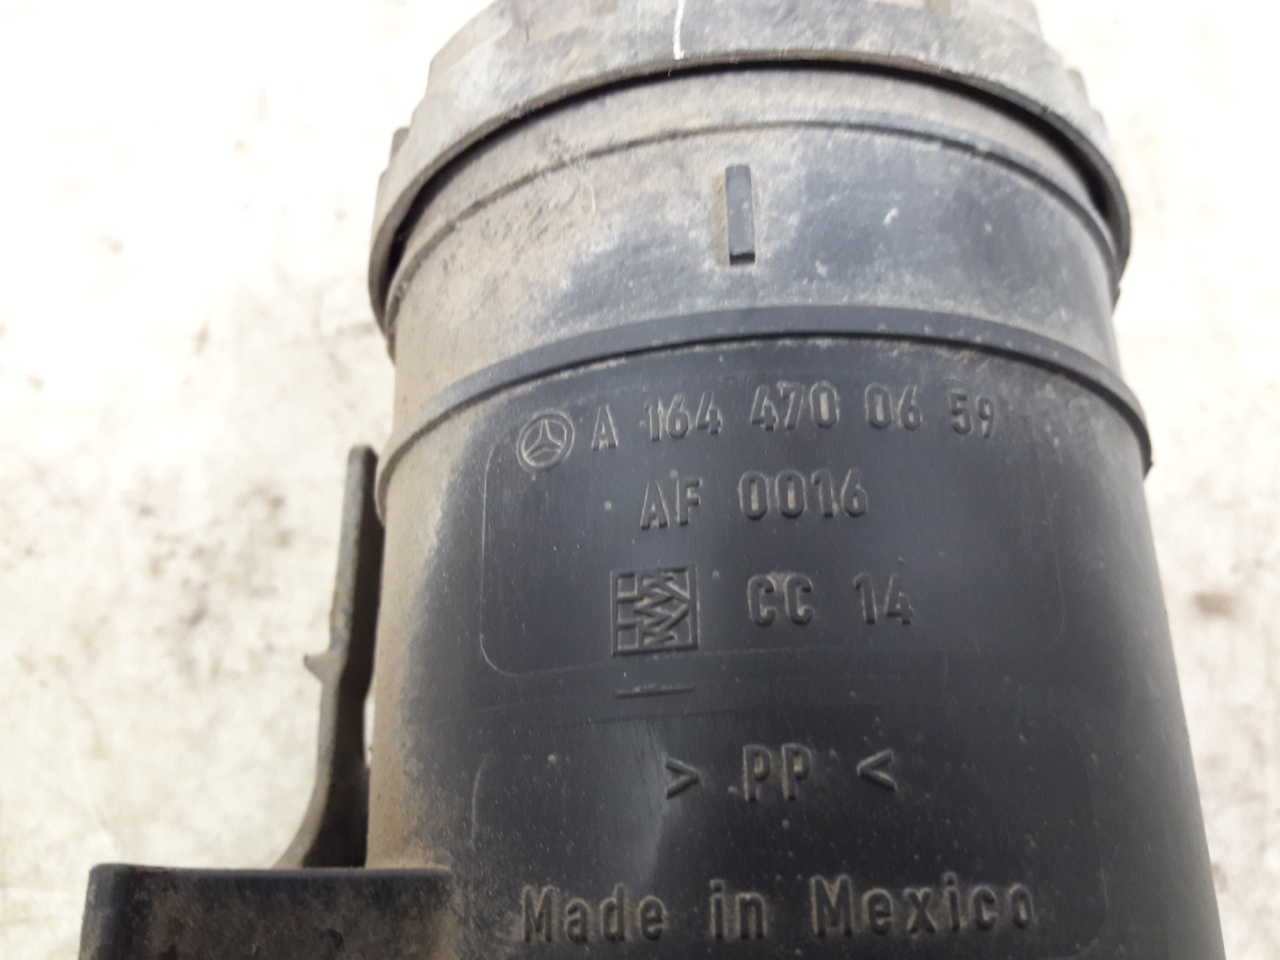 A 164 470 06 59
AF 0016
CC 14
> PP <
Made in Mexico